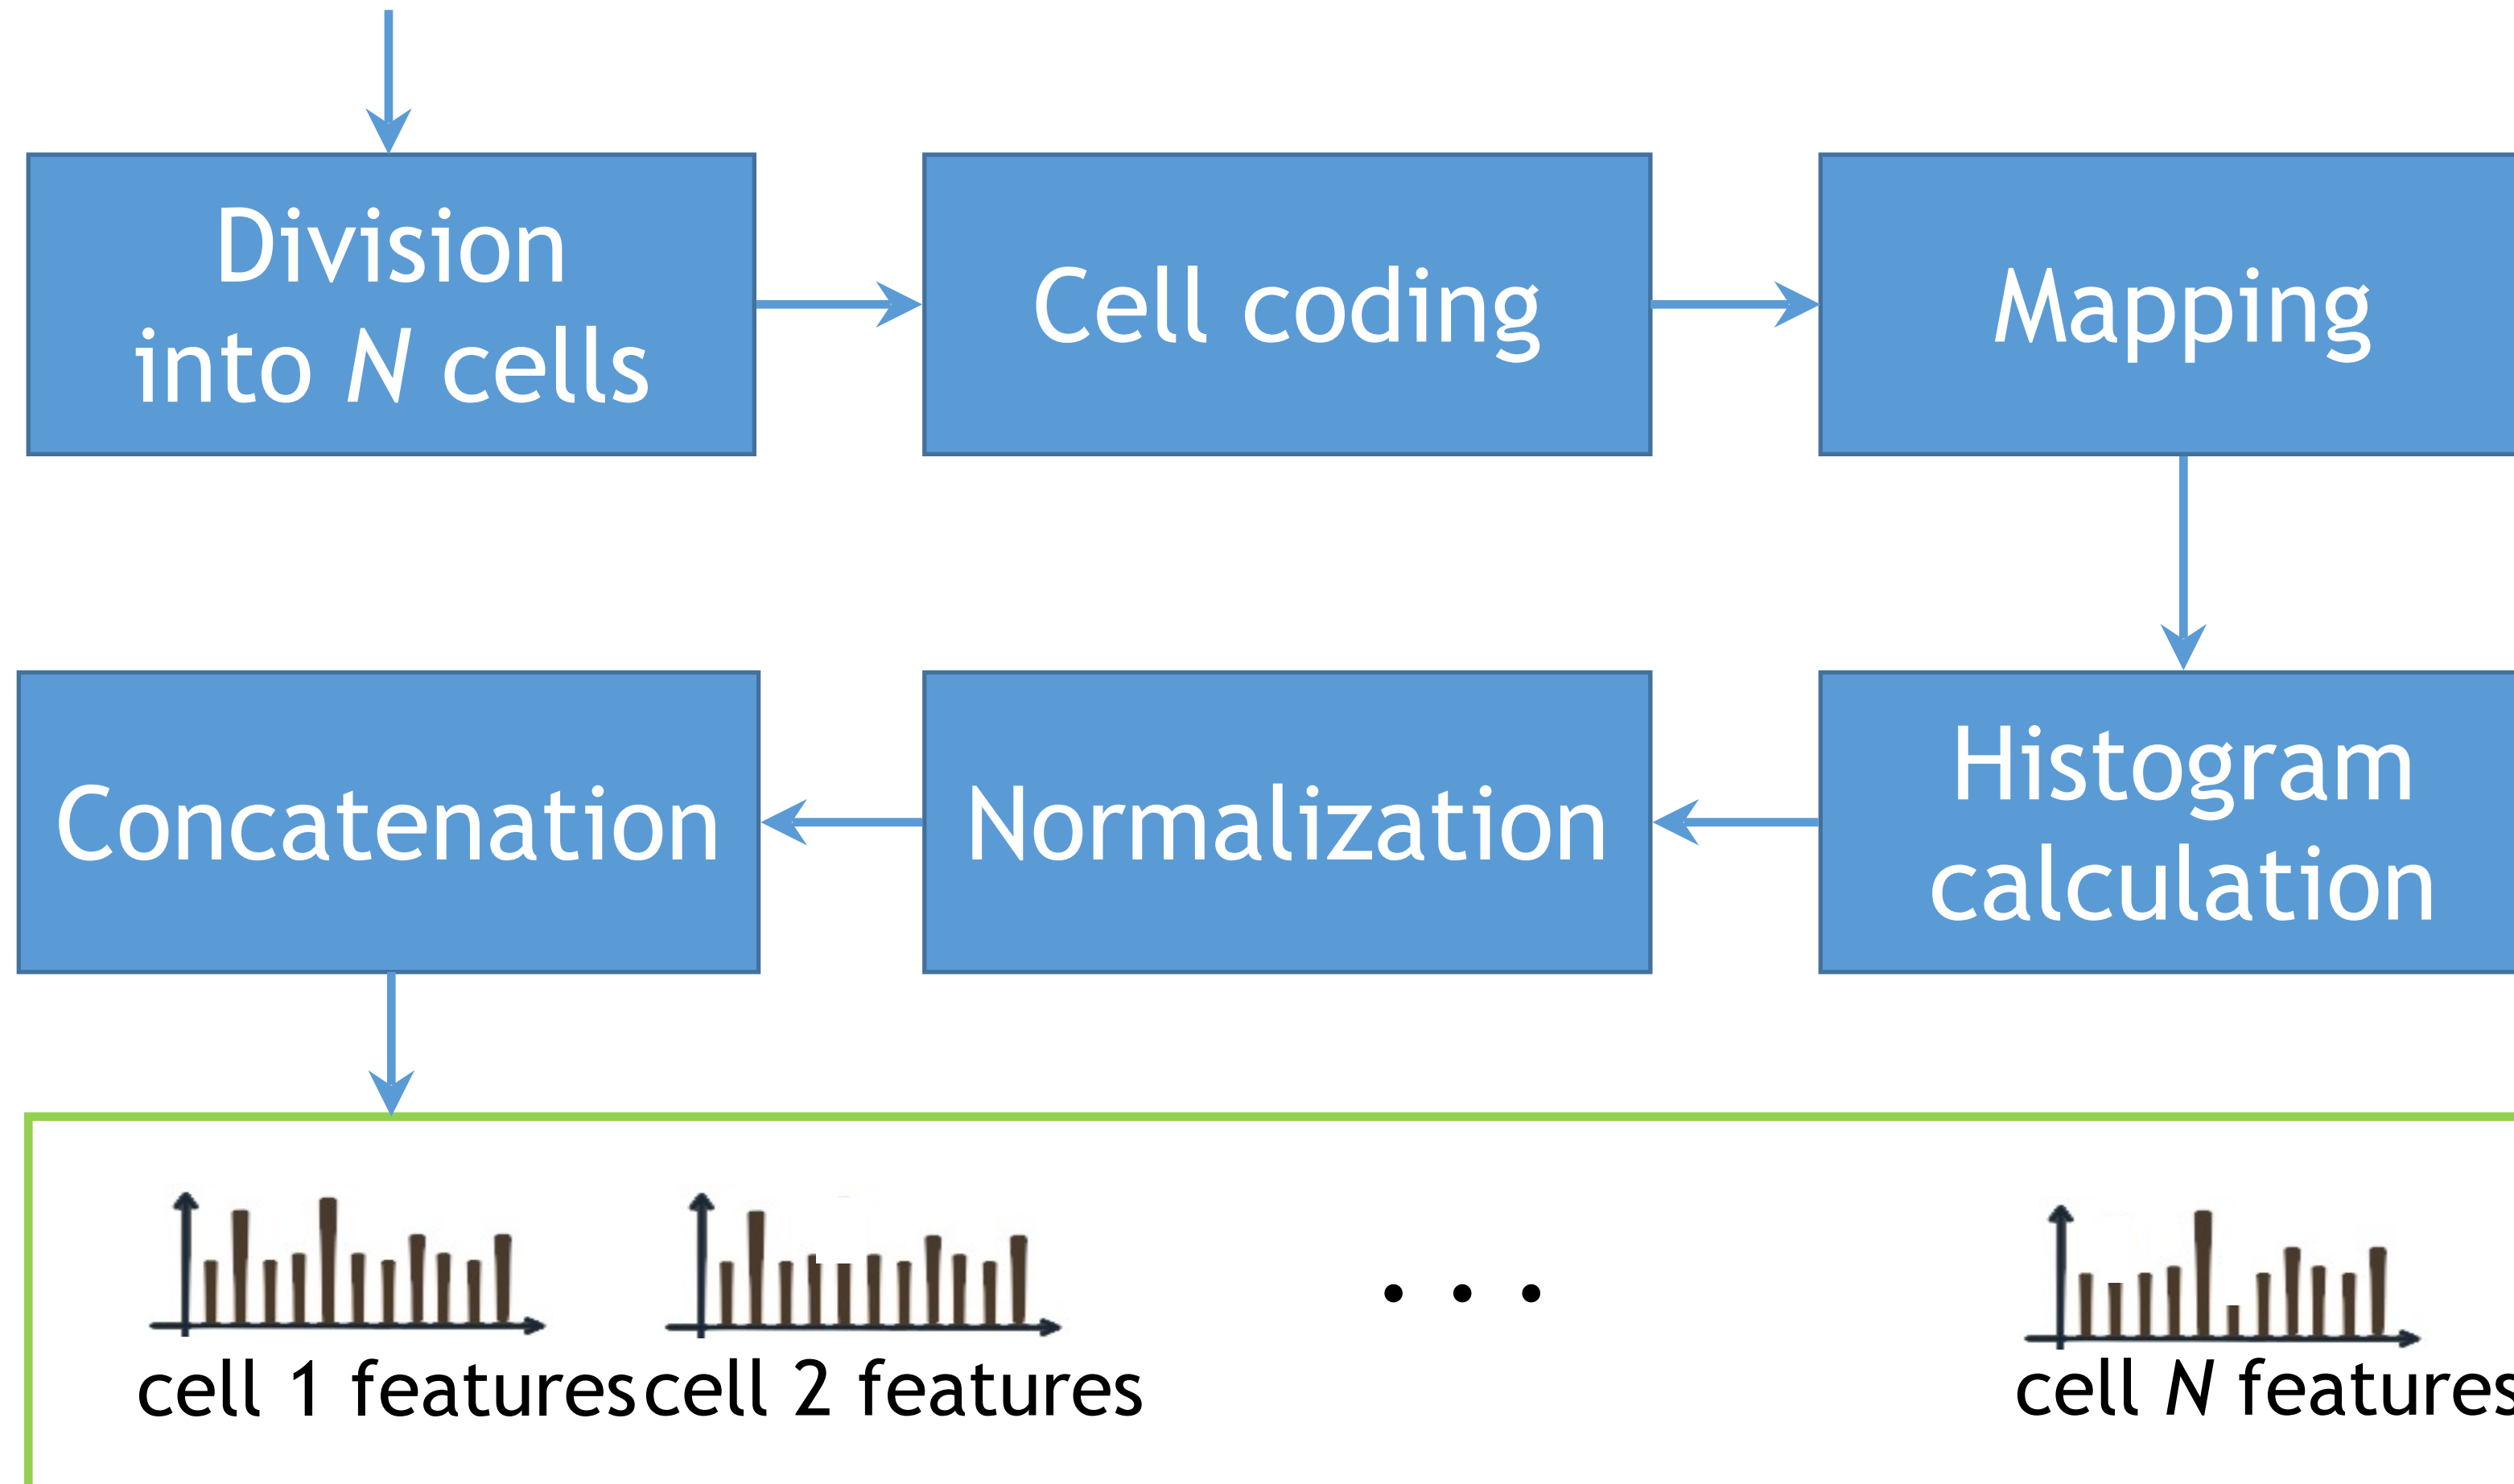 Division
into N cells
Cell coding
Mapping
Histogram
calculation
Normalization
Concatenation
cell 1 features
cell 2 features
. . .
cell N features